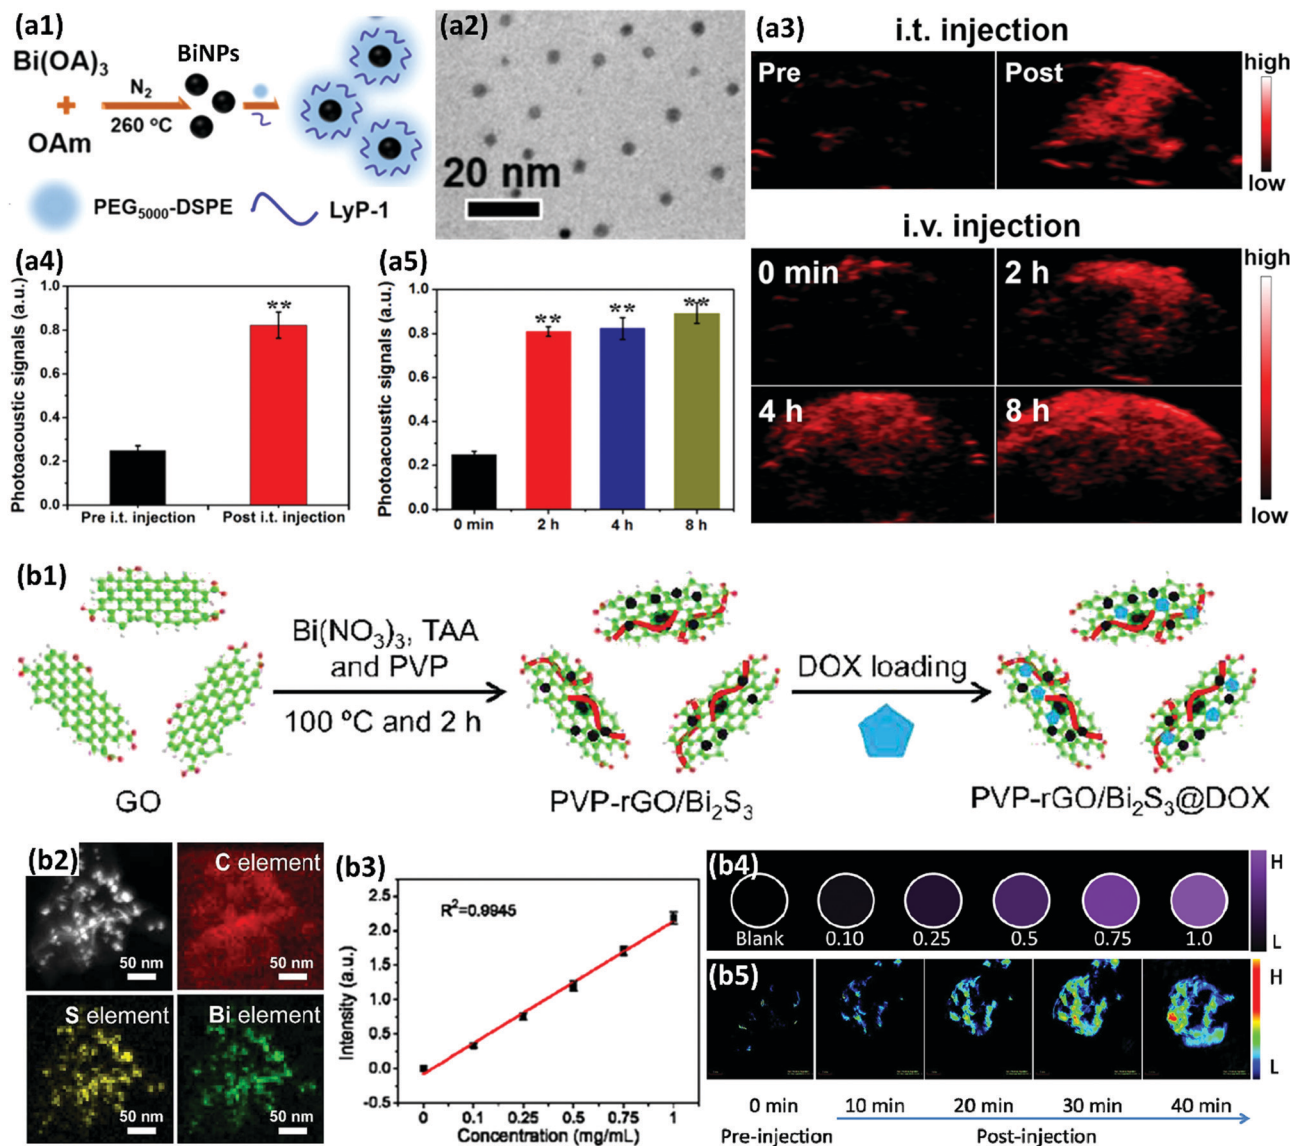 (a1)
Bi(OA)₃
+
OAm
N₂
260 °C
BiNPs
PEG₅₀₀₀-DSPE
LyP-1
(a2)
20 nm
(a3)
i.t. injection
Pre
Post
high
low
i.v. injection
0 min
2 h
4 h
8 h
high
low
(a4)
Photoacoustic signals (a.u.)
1.0
0.8
0.6
0.4
0.2
0.0
**
Pre i.t. injection
Post i.t. injection
(a5)
Photoacoustic signals (a.u.)
1.0
0.8
0.6
0.4
0.2
0.0
**
**
**
0 min
2 h
4 h
8 h
(b1)
GO
Bi(NO₃)₃, TAA
and PVP
100 ºC and 2 h
PVP-rGO/Bi₂S₃
DOX loading
PVP-rGO/Bi₂S₃@DOX
(b2)
50 nm
C element
50 nm
S element
50 nm
Bi element
50 nm
(b3)
Intensity (a.u.)
2.5
2.0
1.5
1.0
0.5
0.0
-0.5
R²=0.9945
0
0.1
0.25
0.5
0.75
1
Concentration (mg/mL)
(b4)
Blank
0.10
0.25
0.5
0.75
1.0
H
L
(b5)
H
L
0 min
10 min
20 min
30 min
40 min
Pre-injection
Post-injection